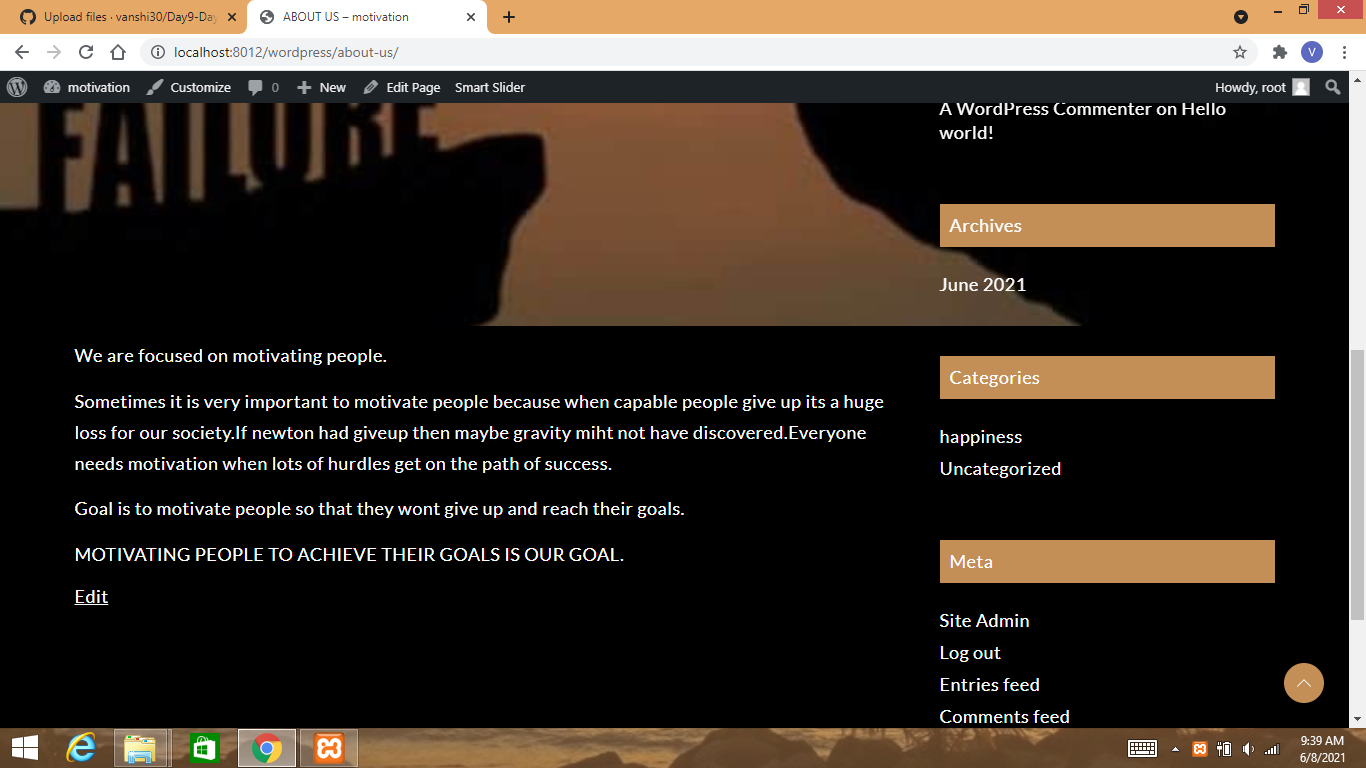 Upload files · vanshi30/Day9-Day
ABOUT US – motivation
V
localhost:8012/wordpress/about-us/
motivation
Customize
0
New
Edit Page
Smart Slider
Howdy, root
FAILURE
A WordPress Commenter on Hello
world!
Archives
June 2021
We are focused on motivating people.
Sometimes it is very important to motivate people because when capable people give up its a huge
loss for our society.If newton had giveup then maybe gravity miht not have discovered.Everyone
needs motivation when lots of hurdles get on the path of success.
Goal is to motivate people so that they wont give up and reach their goals.
MOTIVATING PEOPLE TO ACHIEVE THEIR GOALS IS OUR GOAL.
Edit
Categories
happiness
Uncategorized
Meta
Site Admin
Log out
Entries feed
Comments feed
9:39 AM
6/8/2021